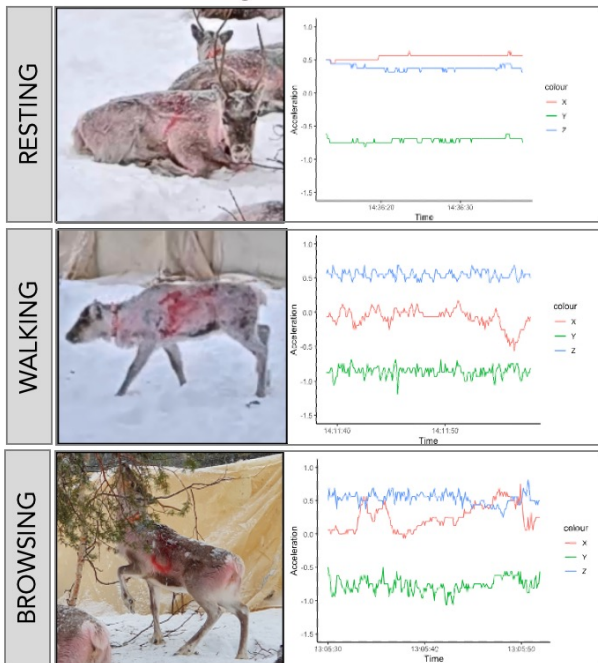 RESTING
1.0
0.5
0.0
-0.5
-1.0
-1.5
Acceleration
14:35:20
14:35:30
Time
colour
X
Y
Z
WALKING
1.0
0.5
0.0
-0.5
-1.0
-1.5
Acceleration
14:11:40
14:11:50
Time
colour
X
Y
Z
BROWSING
1.0
0.5
0.0
-0.5
-1.0
-1.5
Acceleration
13:05:30
13:05:40
13:05:50
Time
colour
X
Y
Z